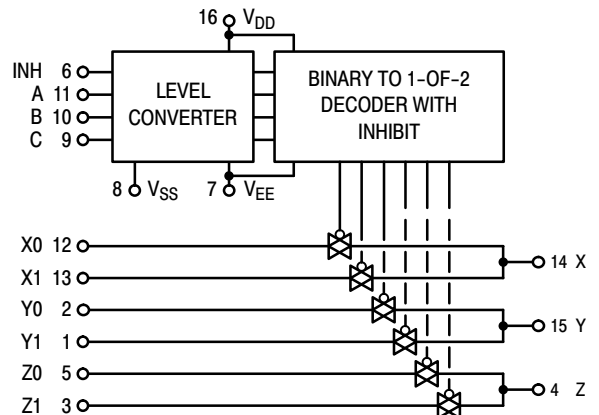 16 VDD
INH 6
A 11
B 10
C 9
LEVEL
CONVERTER
BINARY TO 1-OF-2
DECODER WITH
INHIBIT
8 VSS
7 VEE
X0 12
X1 13
Y0 2
Y1 1
Z0 5
Z1 3
14 X
15 Y
4 Z